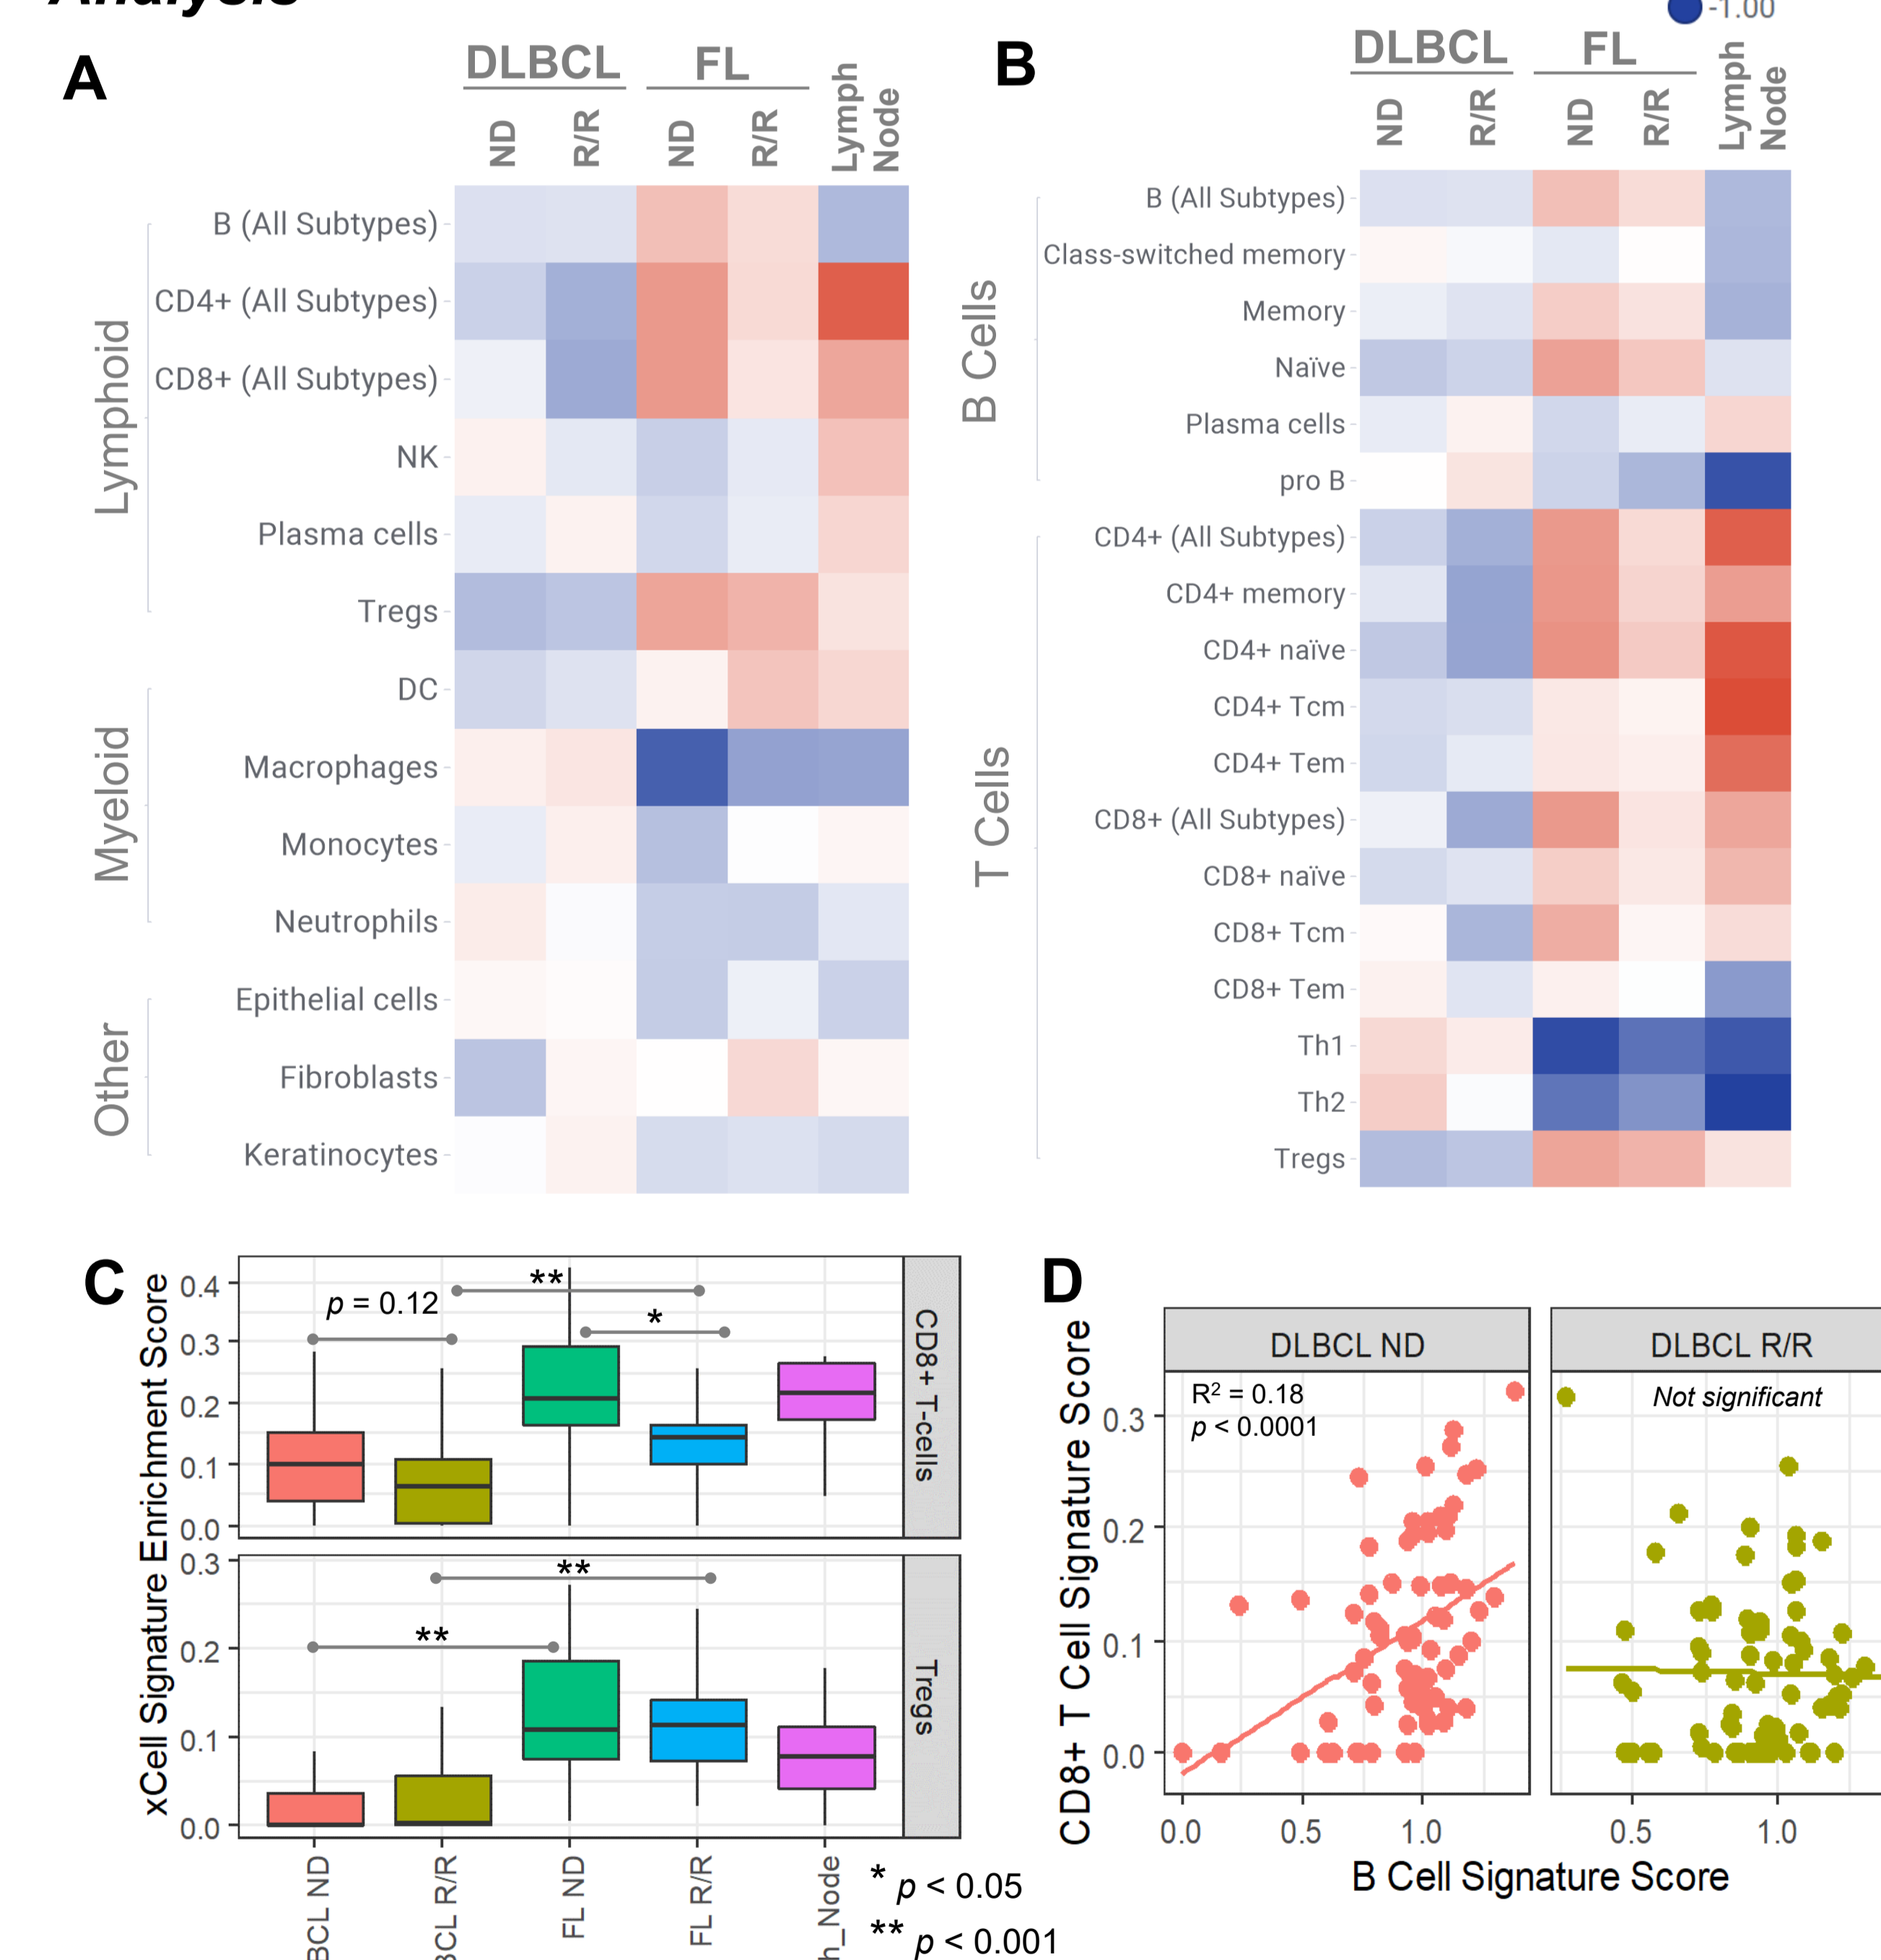 Analysis
-1.00
A
DLBCL
FL
ND
R/R
ND
R/R
Lymph
Node
Lymphoid
B (All Subtypes)
CD4+ (All Subtypes)
CD8+ (All Subtypes)
NK
Plasma cells
Tregs
Myeloid
DC
Macrophages
Monocytes
Neutrophils
Other
Epithelial cells
Fibroblasts
Keratinocytes
B
DLBCL
FL
ND
R/R
ND
R/R
Lymph
Node
B Cells
B (All Subtypes)
Class-switched memory
Memory
Naïve
Plasma cells
pro B
T Cells
CD4+ (All Subtypes)
CD4+ memory
CD4+ naïve
CD4+ Tcm
CD4+ Tem
CD8+ (All Subtypes)
CD8+ naïve
CD8+ Tcm
CD8+ Tem
Th1
Th2
Tregs
C
xCell Signature Enrichment Score
0.4
0.3
0.2
0.1
0.0
p = 0.12
**
*
CD8+ T-cells
0.3
0.2
0.1
0.0
**
**
Tregs
BCL ND
BCL R/R
FL ND
FL R/R
h_Node
* p < 0.05
** p < 0.001
D
CD8+ T Cell Signature Score
DLBCL ND
DLBCL R/R
R² = 0.18
p < 0.0001
Not significant
0.3
0.2
0.1
0.0
0.0
0.5
1.0
0.5
1.0
B Cell Signature Score